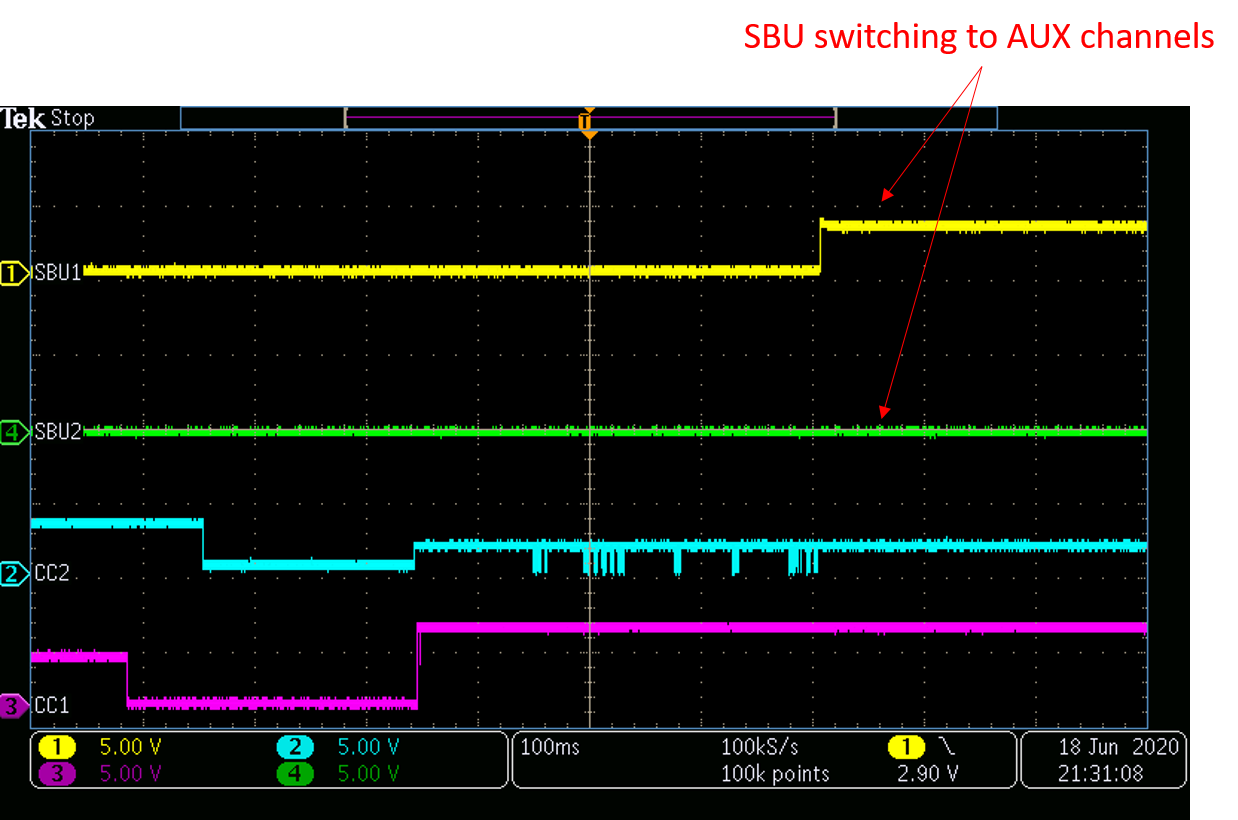 SBU switching to AUX channels
Tek Stop
T
1 SBU1
4 SBU2
2 CC2
3 CC1
1 5.00 V 2 5.00 V 100ms 100kS/s 1 18 Jun 2020
3 5.00 V 4 5.00 V 100k points 2.90 V 21:31:08